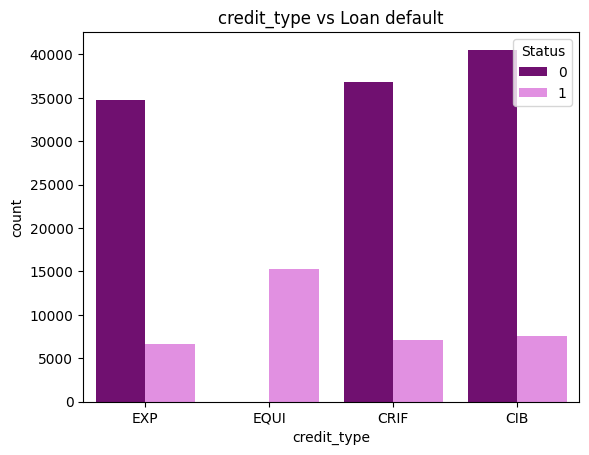 credit_type vs Loan default
Status
0
1
40000
35000
30000
25000
20000
15000
10000
5000
0
count
EXP EQUI CRIF CIB
credit_type